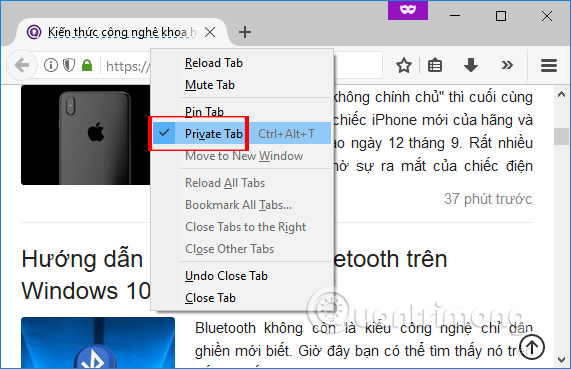 Kiến thức công nghệ khoa h
https://
Reload Tab
Mute Tab
Pin Tab
Private Tab Ctrl+Alt+T
Move to New Window
Reload All Tabs
Bookmark All Tabs...
Close Tabs to the Right
Close Other Tabs
Undo Close Tab
Close Tab
không chính chủ" thì cuối cùng
chiếc iPhone mới của hãng và
ào ngày 12 tháng 9. Rất nhiều
hờ sự ra mắt của chiếc điện
37 phút trước
Hướng dẫn uetooth trên
Windows 10
Quantrimang
Bluetooth không còn là kiểu công nghệ chỉ dân
ghiền mới biết. Giờ đây bạn có thể tìm thấy nó tr